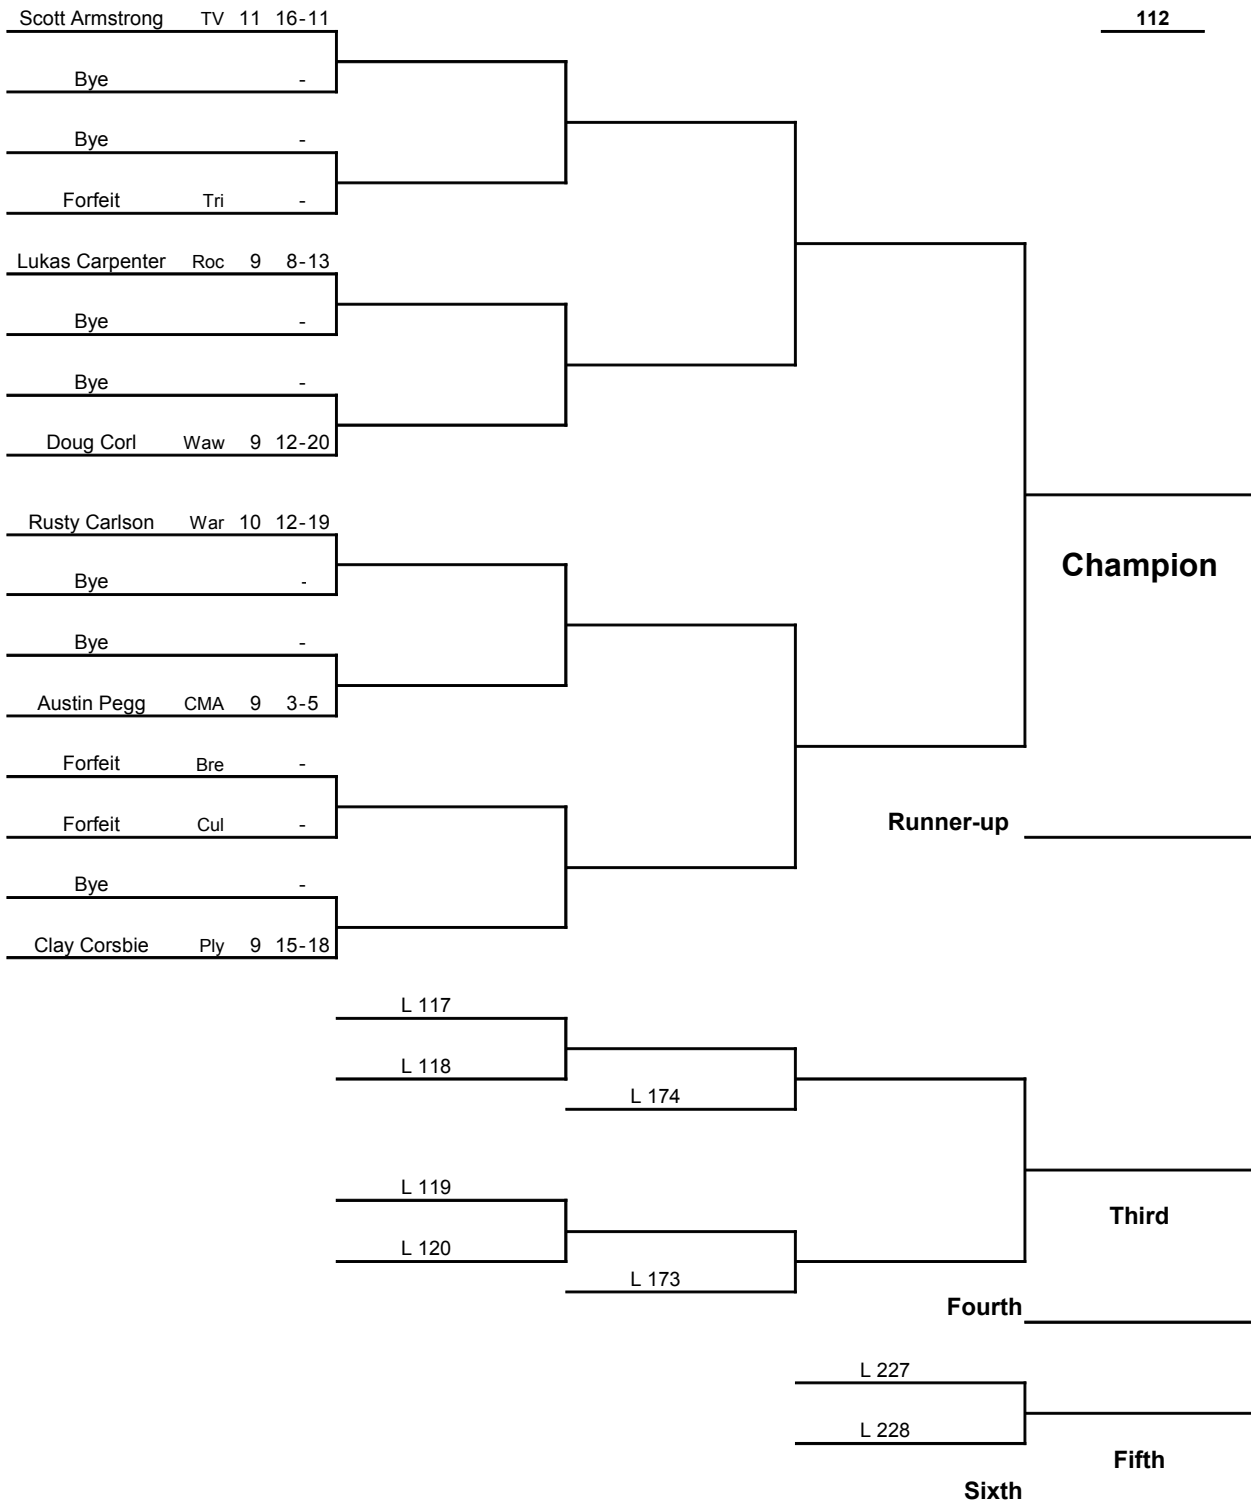 Scott Armstrong TV 11 16-11 112
Bye -
Bye -
Forfeit Tri -
Lukas Carpenter Roc 9 8-13
Bye -
Bye -
Doug Corl Waw 9 12-20
Rusty Carlson War 10 12-19
Champion
Bye -
Bye -
Austin Pegg CMA 9 3-5
Forfeit Bre -
Forfeit Cul -
Runner-up
Bye -
Clay Corsbie Ply 9 15-18
L 117
L 118
L 174
L 119
Third
L 120
L 173
Fourth
L 227
L 228
Fifth
Sixth